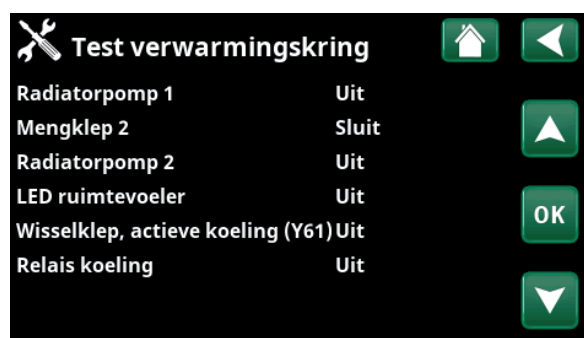 Test verwarmingskring
Radiatorpomp 1 Uit
Mengklep 2 Sluit
Radiatorpomp 2 Uit
LED ruimtevoeler Uit
Wisselklep, actieve koeling (Y61) Uit
Relais koeling Uit
OK